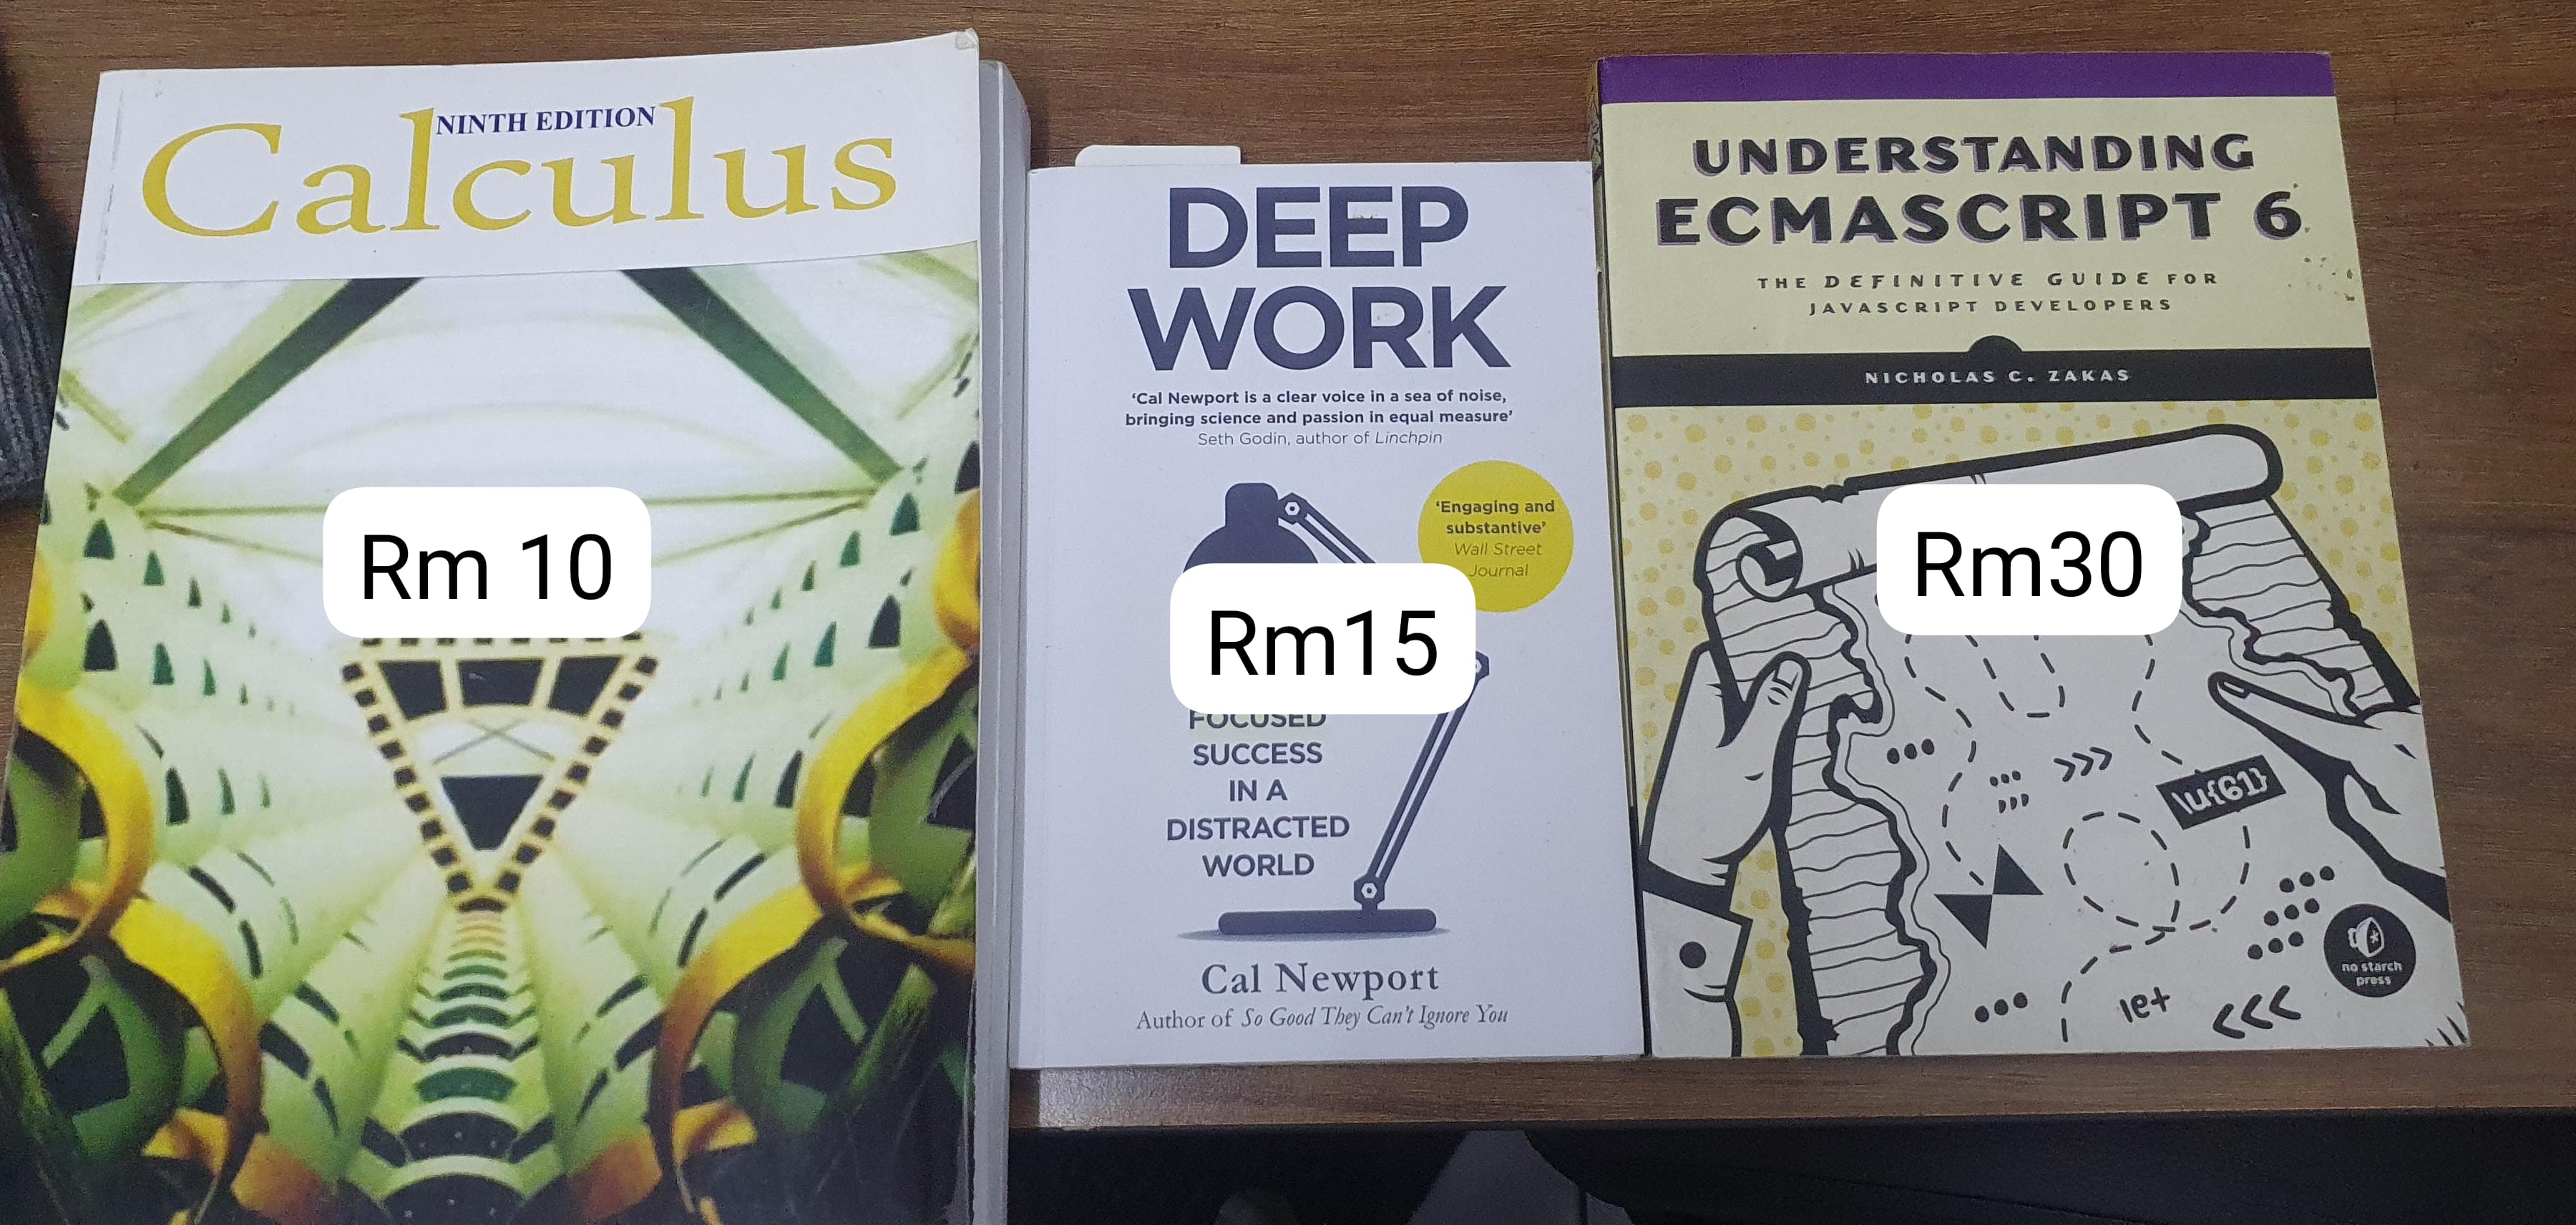 NINTH EDITION
Calculus
Rm 10
DEEP
WORK
‘Cal Newport is a clear voice in a sea of noise,
bringing science and passion in equal measure’
Seth Godin, author of Linchpin
‘Engaging and
substantive’
Wall Street
Journal
Rm15
FOCUSED
SUCCESS
IN A
DISTRACTED
WORLD
Cal Newport
Author of So Good They Can't Ignore You
UNDERSTANDING
ECMASCRIPT 6
THE DEFINITIVE GUIDE FOR
JAVASCRIPT DEVELOPERS
NICHOLAS C. ZAKAS
Rm30
>>>
\u{61}
let
<<<
no starch
press